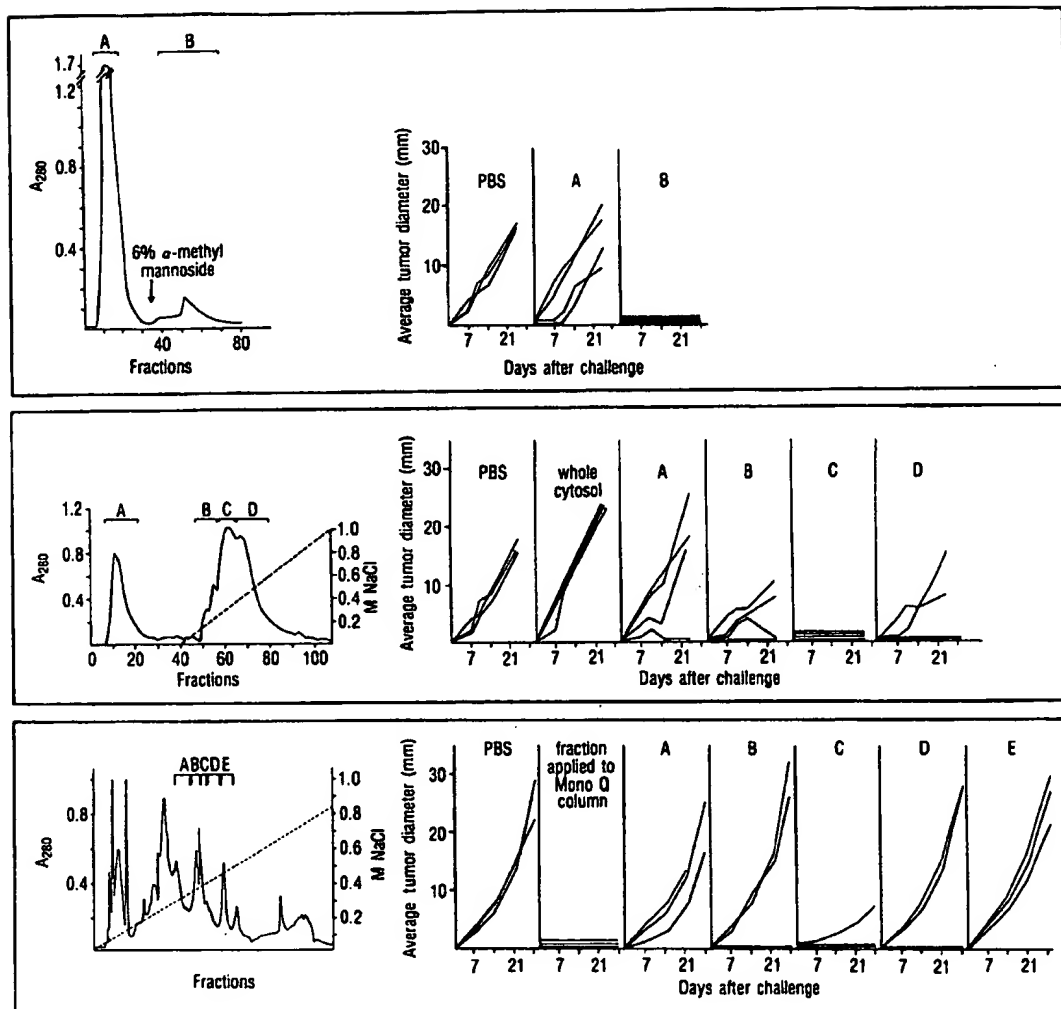 A B
1.7
1.2
0.8
0.4
A280
6% α-methyl
mannoside
40 80
Fractions
30
20
10
Average tumor diameter (mm)
PBS A B
7 21 7 21 7 21
Days after challenge
1.2
0.8
0.4
A280
A B C D
1.0
0.8
0.6
0.4
0.2
M NaCl
0 20 40 60 80 100
Fractions
30
20
10
Average tumor diameter (mm)
PBS whole cytosol A B C D
7 21 7 21 7 21 7 21 7 21 7 21
Days after challenge
0.8
0.4
A280
ABCDE
1.0
0.8
0.6
0.4
0.2
M NaCl
Fractions
30
20
10
Average tumor diameter (mm)
PBS fraction applied to Mono Q column A B C D E
7 21 7 21 7 21 7 21 7 21 7 21 7 21
Days after challenge